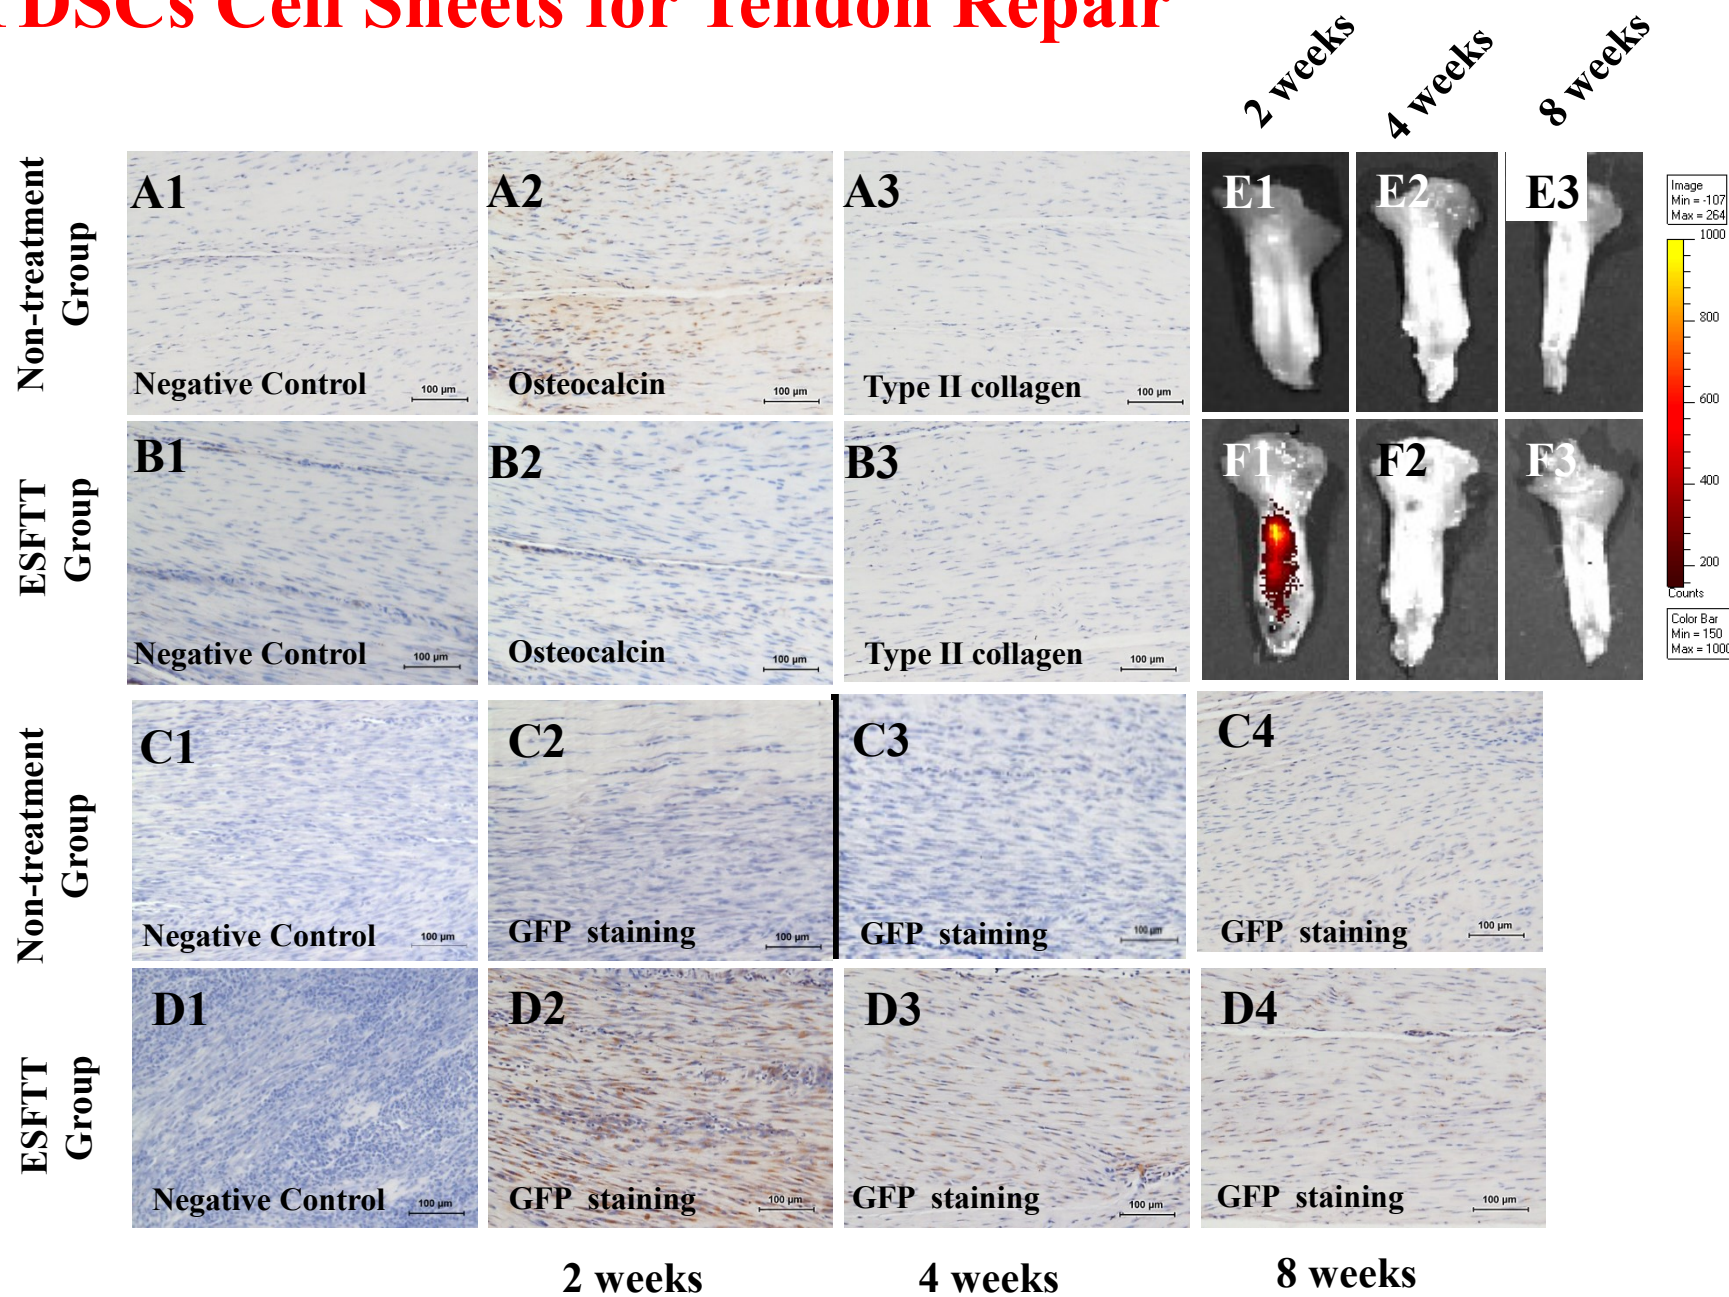 TDSCs Cell Sheets for Tendon Repair
2 weeks
4 weeks
8 weeks
Non-treatment
Group
A1
Negative Control
100 µm
A2
Osteocalcin
100 µm
A3
Type II collagen
100 µm
E1
E2
E3
Image
Min = -107
Max = 264
1000
800
600
400
200
Counts
Color Bar
Min = 150
Max = 1000
ESFTT
Group
B1
Negative Control
100 µm
B2
Osteocalcin
100 µm
B3
Type II collagen
100 µm
F1
F2
F3
Non-treatment
Group
C1
Negative Control
100 µm
C2
GFP staining
100 µm
C3
GFP staining
100 µm
C4
GFP staining
100 µm
ESFTT
Group
D1
Negative Control
100 µm
D2
GFP staining
100 µm
D3
GFP staining
100 µm
D4
GFP staining
100 µm
2 weeks
4 weeks
8 weeks